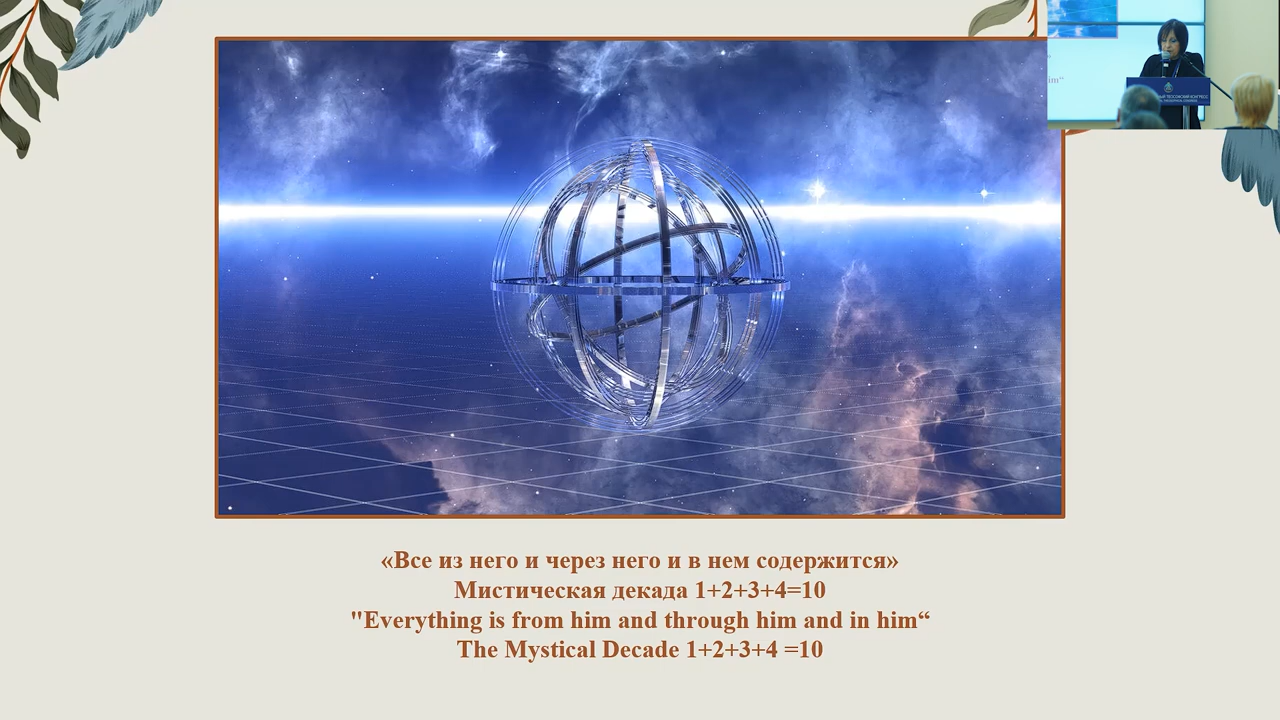 «Все из него и через него и в нем содержится»
Мистическая декада 1+2+3+4=10
"Everything is from him and through him and in him“
The Mystical Decade 1+2+3+4 =10
im“